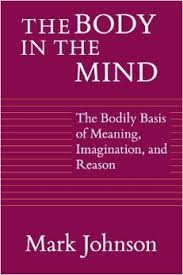 THE BODY
IN THE MIND
The Bodily Basis
of Meaning,
Imagination, and
Reason
Mark Johnson